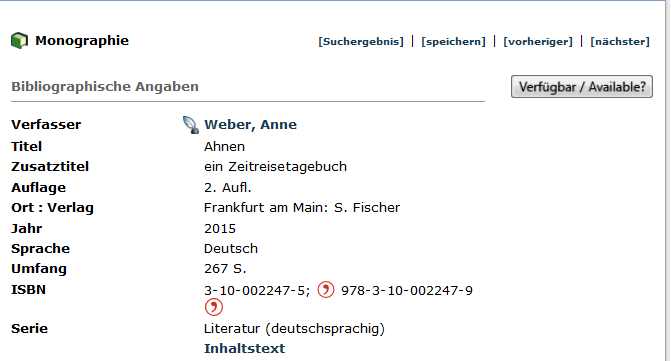 Monographie [Suchergebnis] | [speichern] | [vorheriger] | [nächster]
Bibliographische Angaben Verfügbar / Available?
Verfasser Weber, Anne
Titel Ahnen
Zusatztitel ein Zeitreisetagebuch
Auflage 2. Aufl.
Ort : Verlag Frankfurt am Main: S. Fischer
Jahr 2015
Sprache Deutsch
Umfang 267 S.
ISBN 3-10-002247-5; 978-3-10-002247-9
Serie Literatur (deutschsprachig)
Inhaltstext